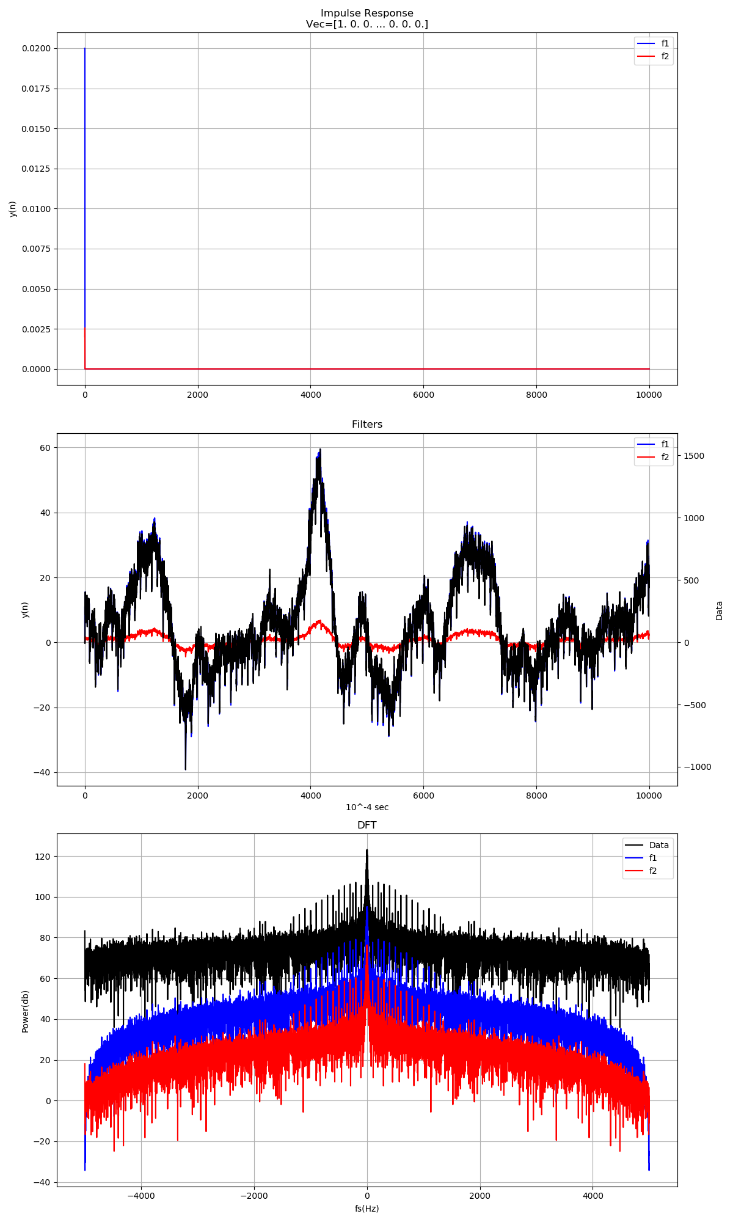 Impulse Response
Vec=[1. 0. 0. ... 0. 0. 0.]
f1
f2
0.0200
0.0175
0.0150
0.0125
0.0100
0.0075
0.0050
0.0025
0.0000
y(n)
0 2000 4000 6000 8000 10000
Filters
f1
f2
60
40
20
0
−20
−40
y(n)
1500
1000
500
0
−500
−1000
Data
0 2000 4000 6000 8000 10000
10^-4 sec
DFT
Data
f1
f2
120
100
80
60
40
20
0
−20
−40
Power(db)
−4000 −2000 0 2000 4000
fs(Hz)